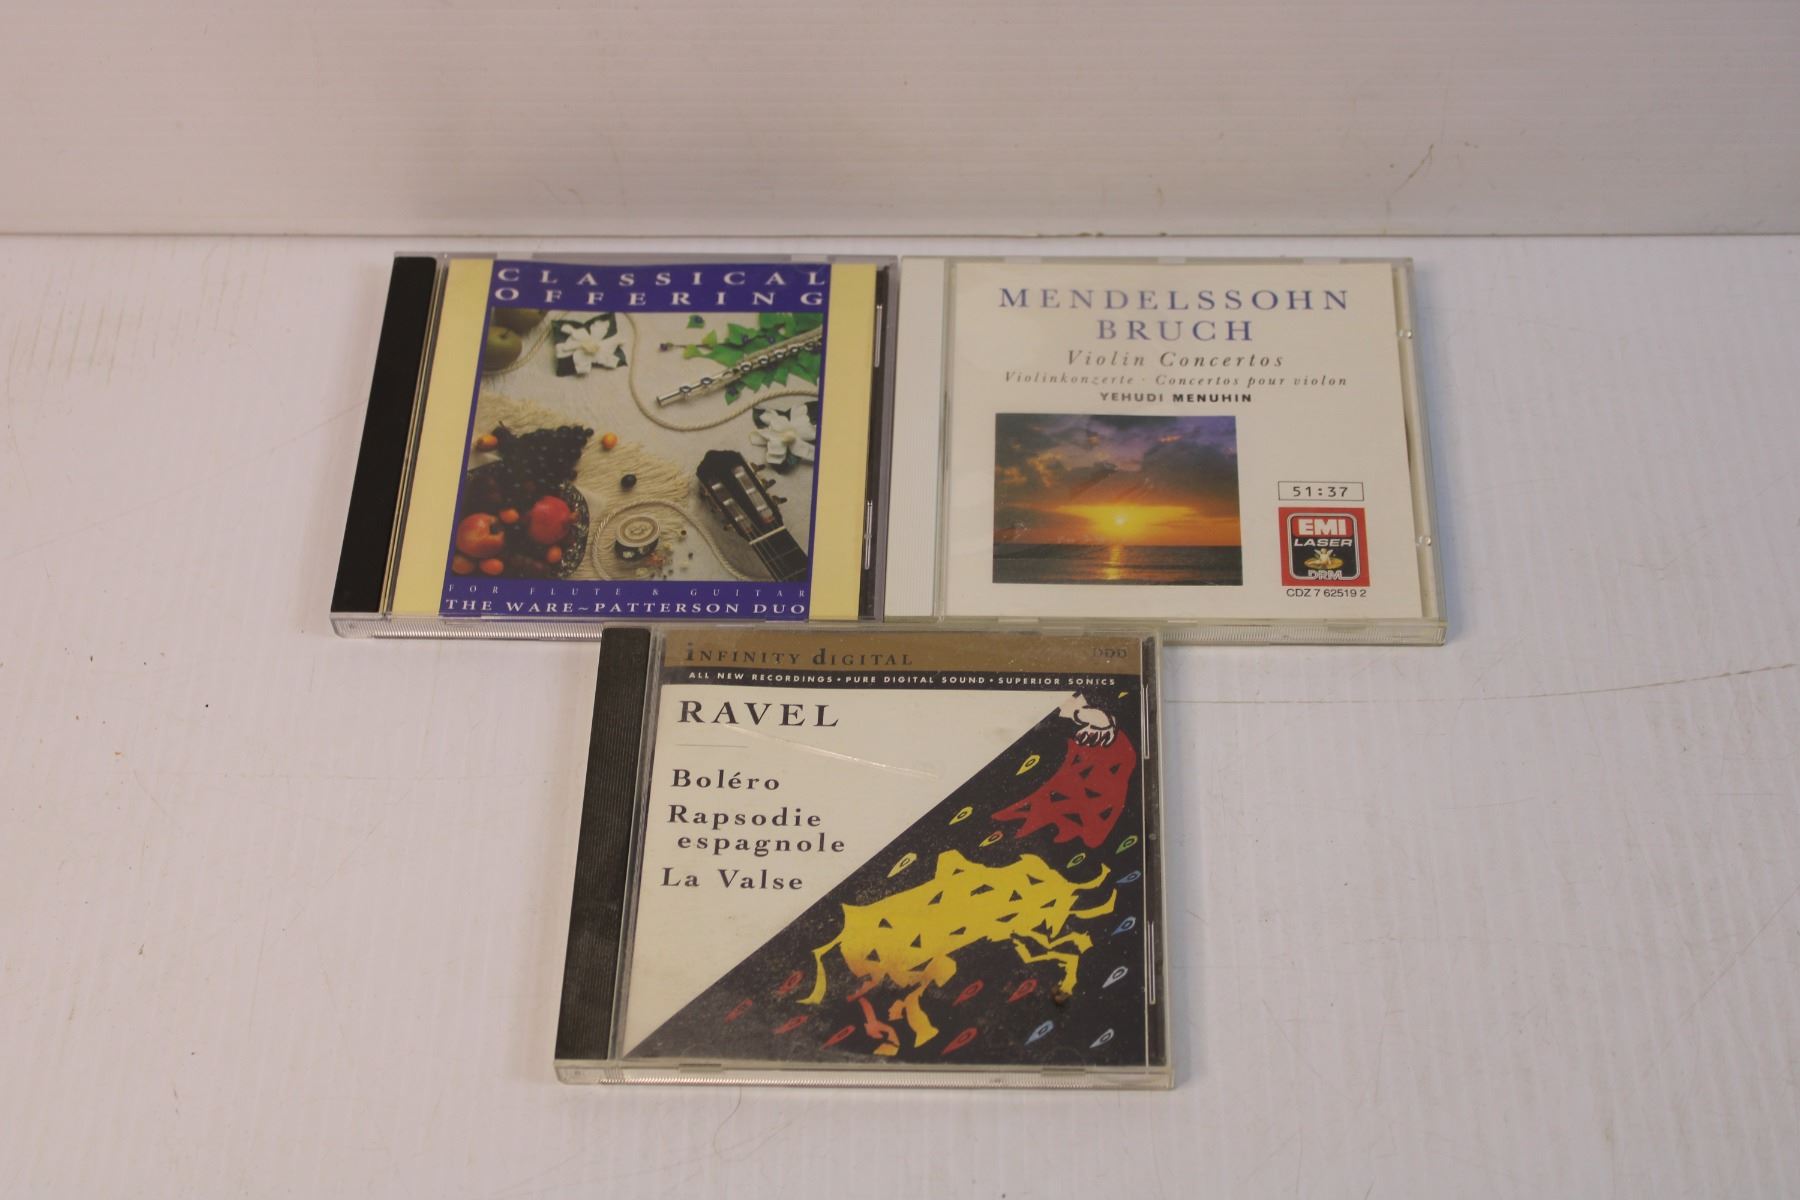 CLASSICAL
OFFERING
FOR FLUTE & GUITAR
THE WARE~PATTERSON DUO
MENDELSSOHN
BRUCH
Violin Concertos
Violinkonzerte · Concertos pour violon
YEHUDI MENUHIN
51:37
EMI
LASER
DRM
CDZ 7 62519 2
INFINITY DIGITAL DDD
ALL NEW RECORDINGS • PURE DIGITAL SOUND • SUPERIOR SONICS
RAVEL
Boléro
Rapsodie
espagnole
La Valse